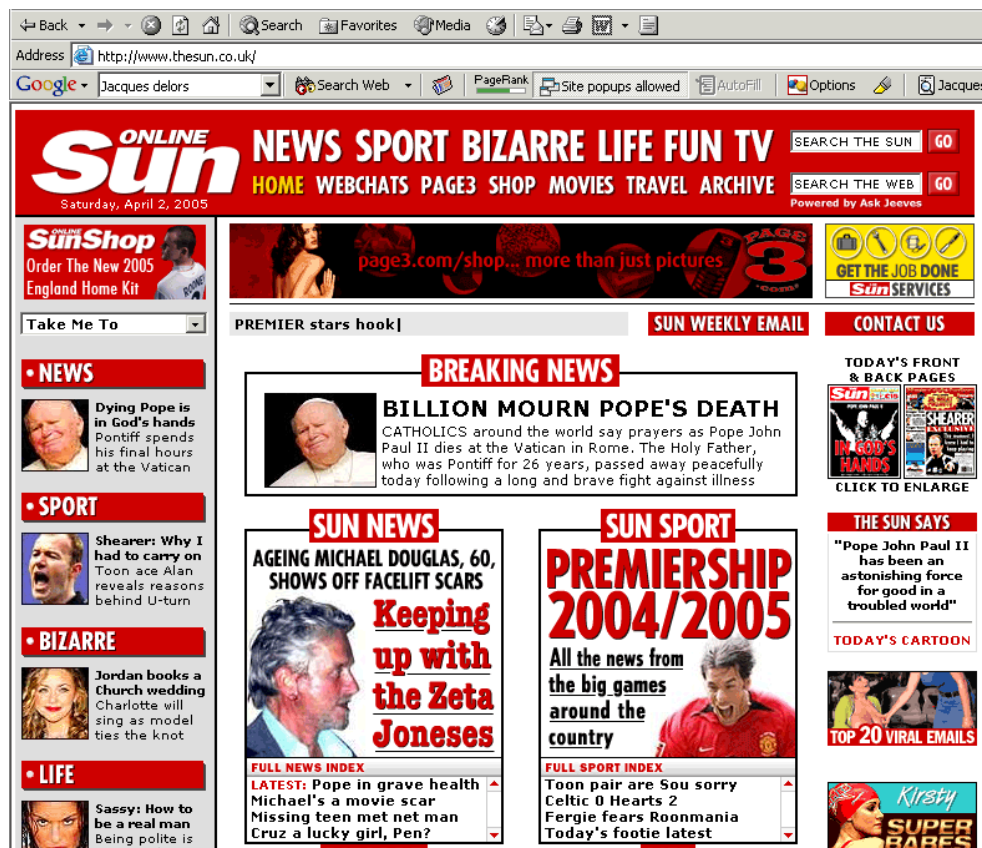 Back Search Favorites Media
Address http://www.thesun.co.uk/
Google Jacques delors Search Web PageRank Site popups allowed AutoFill Options Jacques
ONLINE
Sun
Saturday, April 2, 2005
NEWS SPORT BIZARRE LIFE FUN TV
HOME WEBCHATS PAGE3 SHOP MOVIES TRAVEL ARCHIVE
SEARCH THE SUN GO
SEARCH THE WEB GO
Powered by Ask Jeeves
ONLINE
SunShop
Order The New 2005
England Home Kit
ROONEY
page3.com/shop... more than just pictures
PAGE
3
.com!
GET THE JOB DONE
Sun SERVICES
Take Me To
PREMIER stars hook|
SUN WEEKLY EMAIL
CONTACT US
• NEWS
Dying Pope is
in God's hands
Pontiff spends
his final hours
at the Vatican
• SPORT
Shearer: Why I
had to carry on
Toon ace Alan
reveals reasons
behind U-turn
• BIZARRE
Jordan books a
Church wedding
Charlotte will
sing as model
ties the knot
• LIFE
Sassy: How to
be a real man
Being polite is
BREAKING NEWS
BILLION MOURN POPE'S DEATH
CATHOLICS around the world say prayers as Pope John
Paul II dies at the Vatican in Rome. The Holy Father,
who was Pontiff for 26 years, passed away peacefully
today following a long and brave fight against illness
SUN NEWS
AGEING MICHAEL DOUGLAS, 60,
SHOWS OFF FACELIFT SCARS
Keeping
up with
the Zeta
Joneses
FULL NEWS INDEX
LATEST: Pope in grave health
Michael's a movie scar
Missing teen met net man
Cruz a lucky girl, Pen?
SUN SPORT
PREMIERSHIP
2004/2005
All the news from
the big games
around the
country
FULL SPORT INDEX
Toon pair are Sou sorry
Celtic 0 Hearts 2
Fergie fears Roonmania
Today's footie latest
TODAY'S FRONT
& BACK PAGES
Sun
IN GOD'S
HANDS
SHEARER
EXCLUSIVE
CLICK TO ENLARGE
THE SUN SAYS
"Pope John Paul II
has been an
astonishing force
for good in a
troubled world"
TODAY'S CARTOON
TOP 20 VIRAL EMAILS
Kirsty
SUPER
BABES